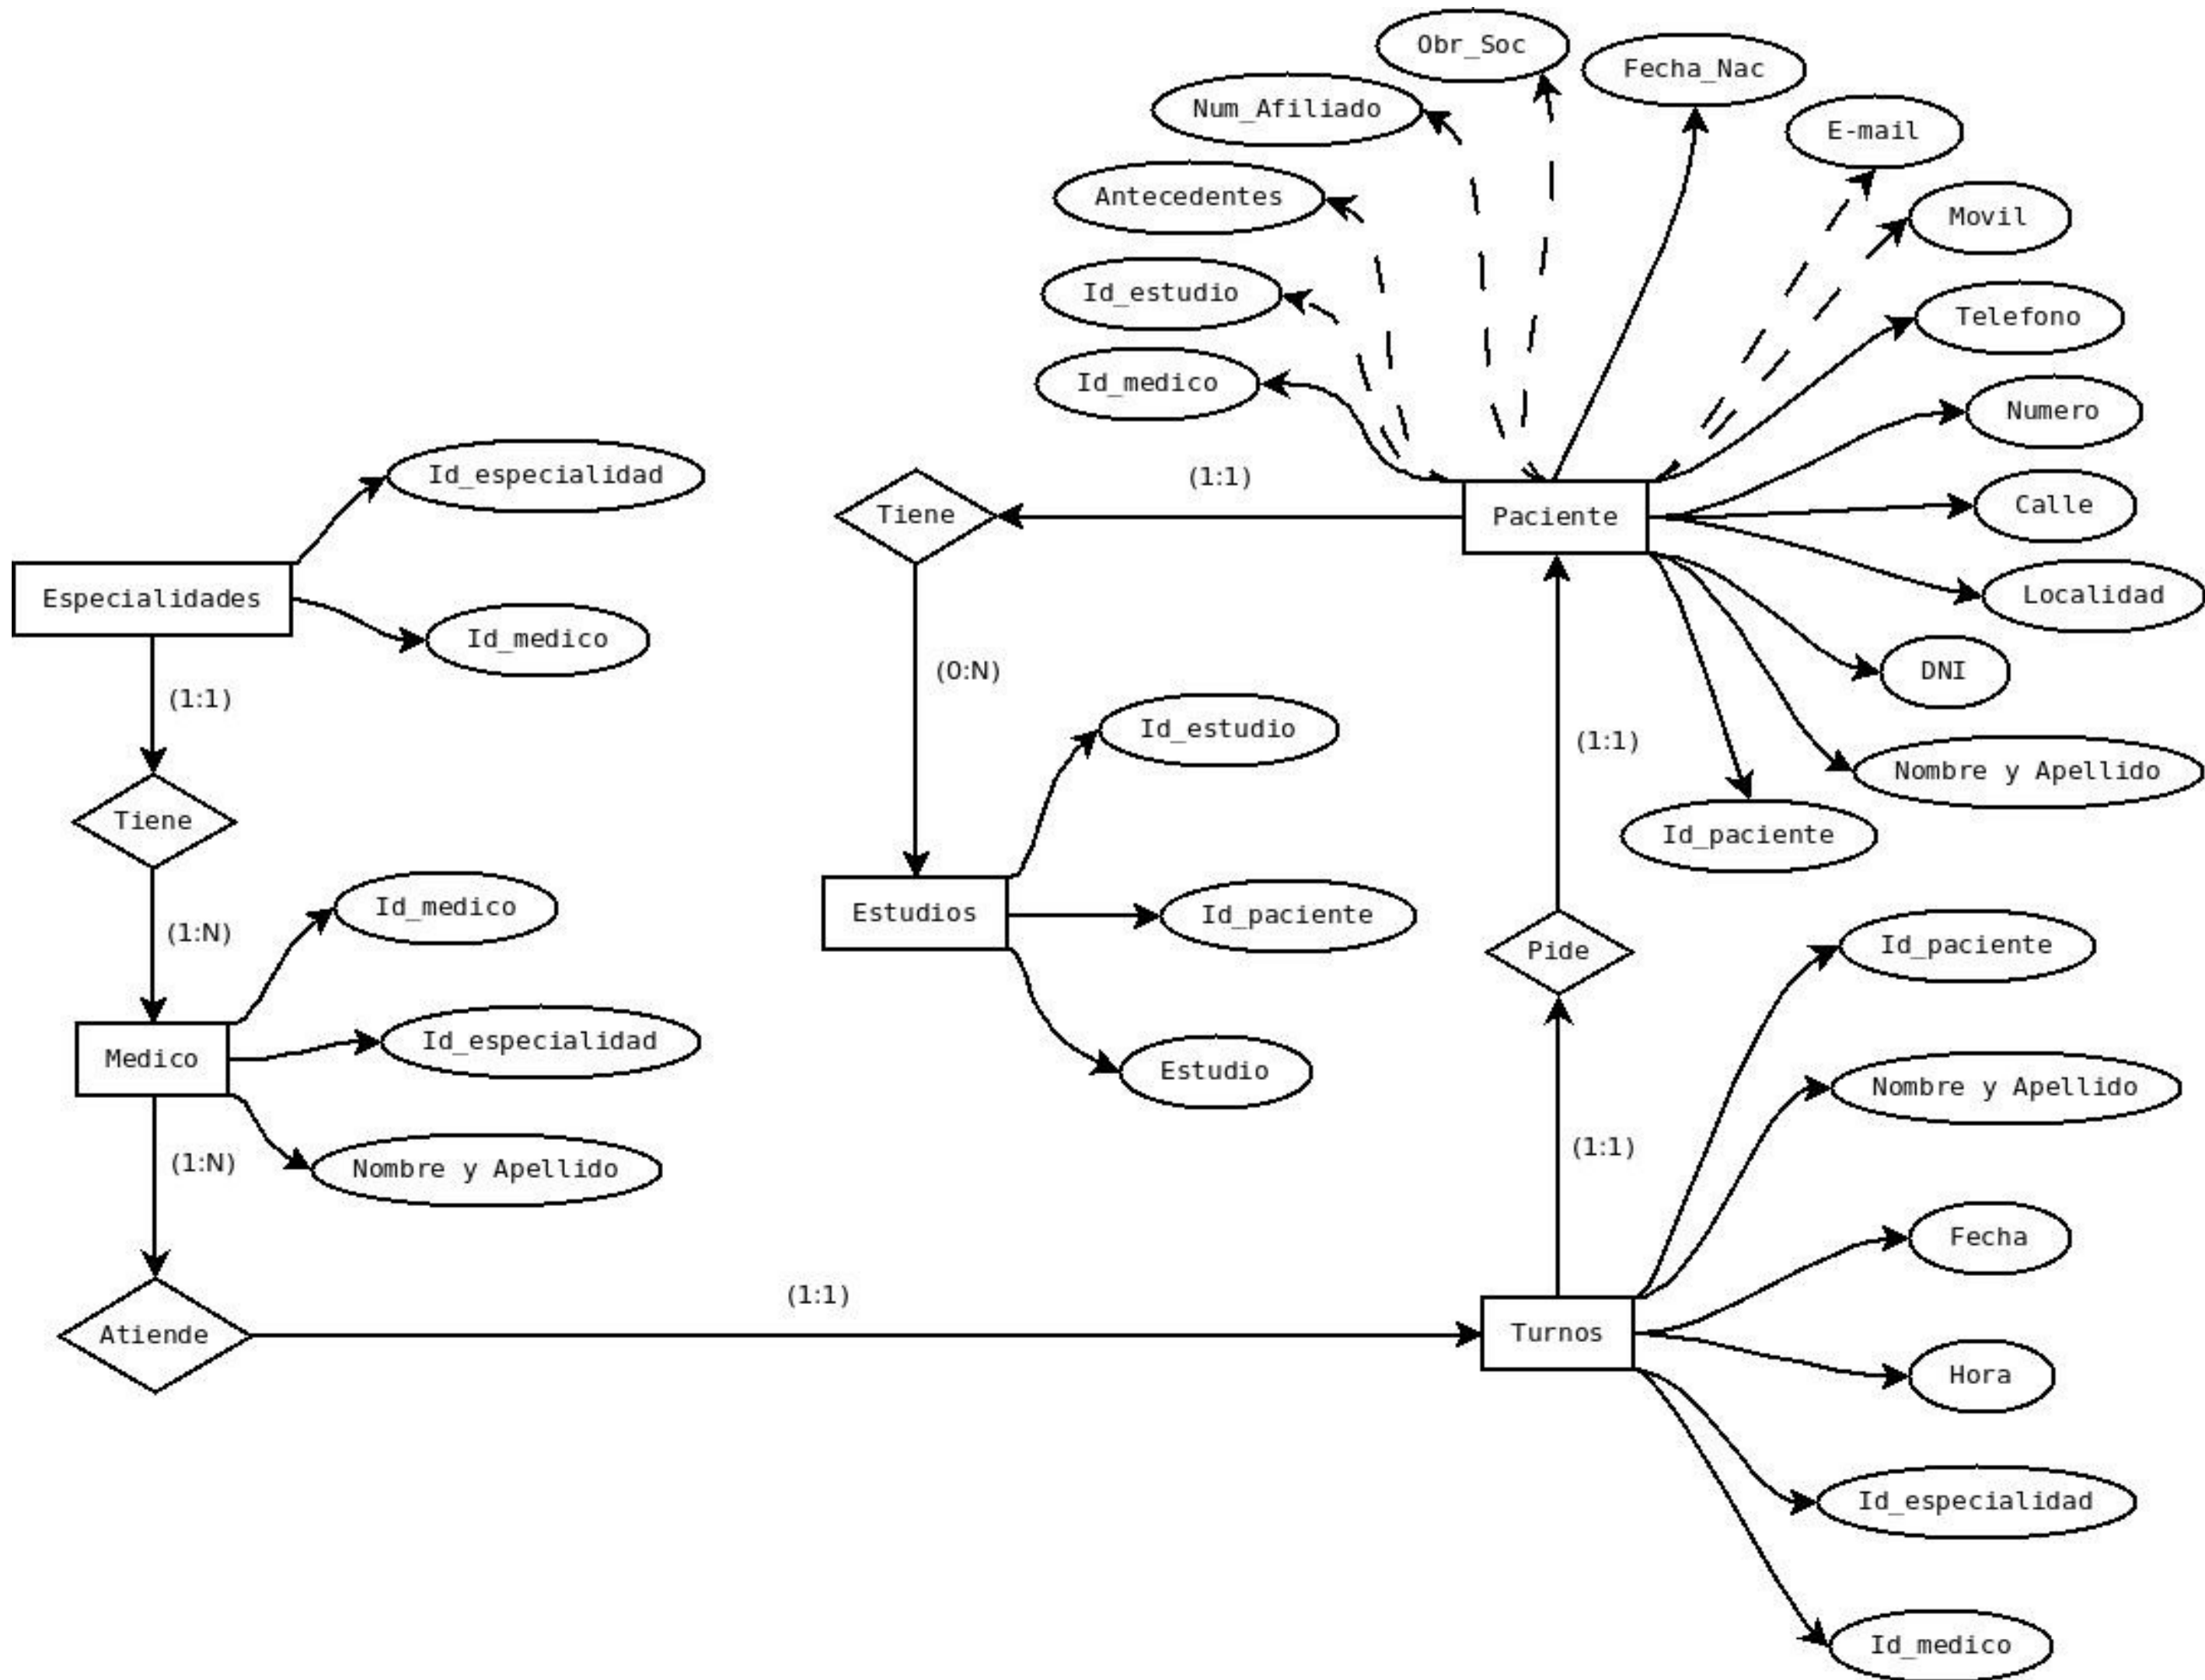 Obr_Soc
Fecha_Nac
Num_Afiliado
E-mail
Antecedentes
Movil
Id_estudio
Telefono
Id_medico
Numero
Id_especialidad
(1:1)
Tiene
Paciente
Calle
Especialidades
Localidad
Id_medico
(1:1)
(0:N)
DNI
Id_estudio
(1:1)
Nombre y Apellido
Tiene
Id_paciente
Id_medico
(1:N)
Estudios
Id_paciente
Pide
Id_paciente
Medico
Id_especialidad
Estudio
Nombre y Apellido
(1:N)
Nombre y Apellido
(1:1)
Fecha
(1:1)
Atiende
Turnos
Hora
Id_especialidad
Id_medico